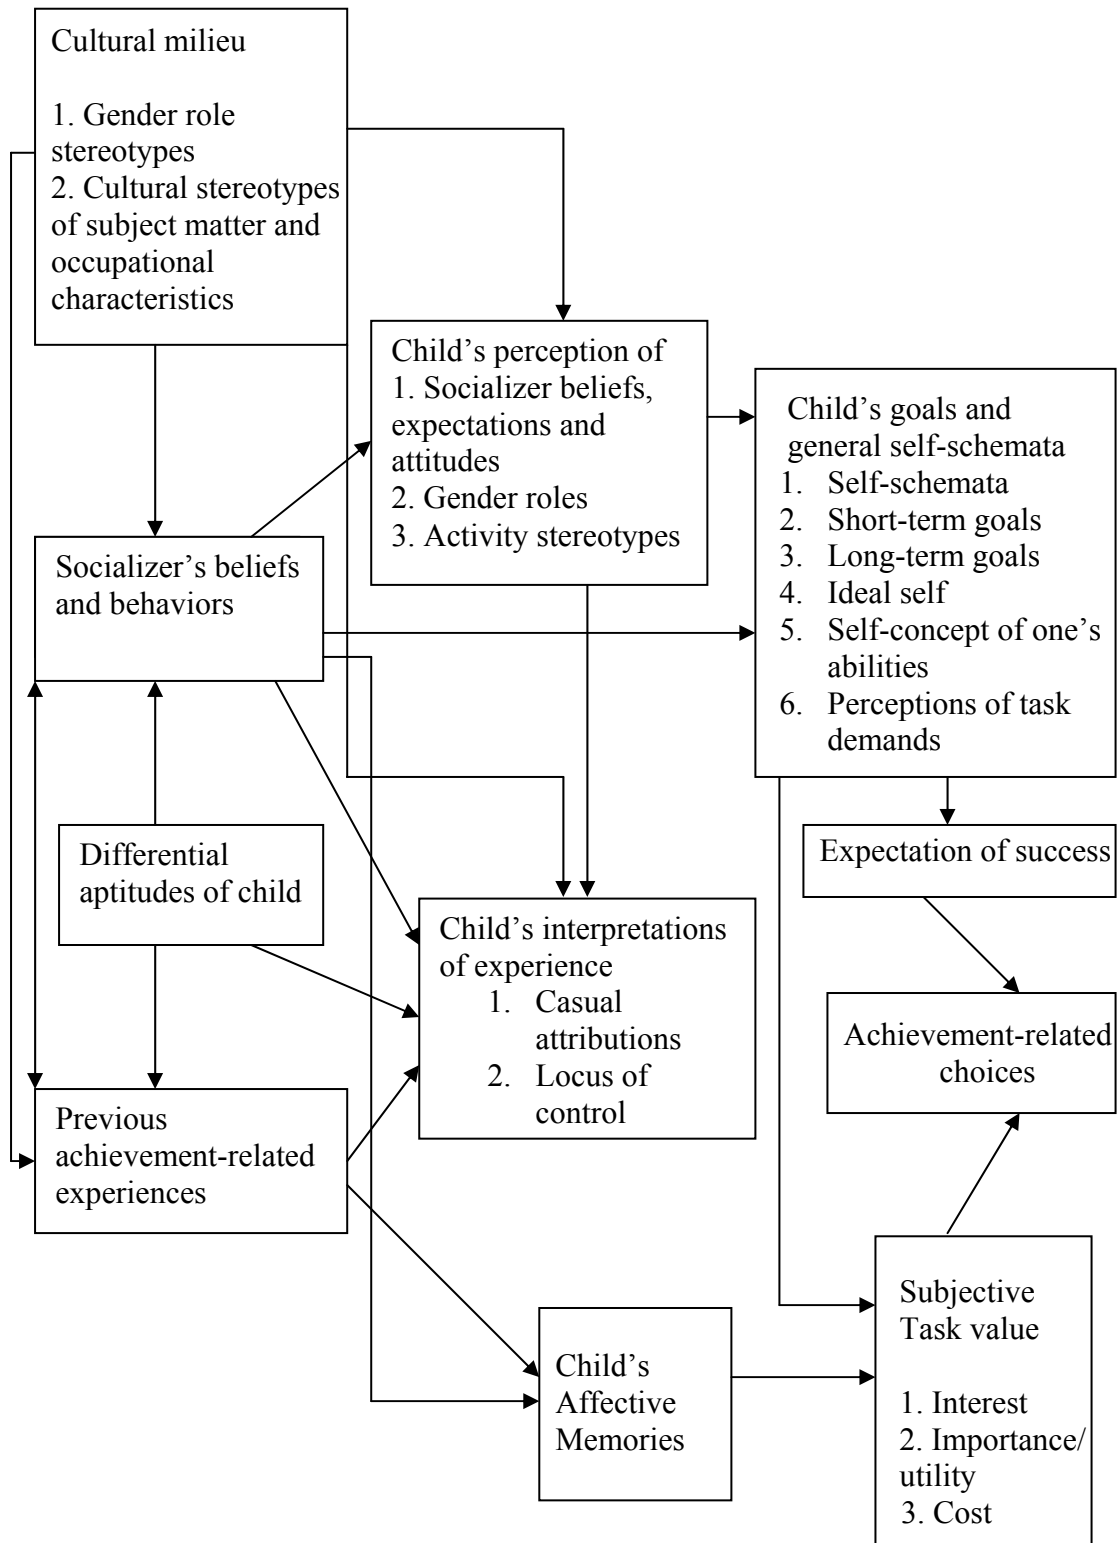 Cultural milieu
1. Gender role
stereotypes
2. Cultural stereotypes
of subject matter and
occupational
characteristics
Child’s perception of
1. Socializer beliefs,
expectations and
attitudes
2. Gender roles
3. Activity stereotypes
Child’s goals and
general self-schemata
1. Self-schemata
2. Short-term goals
3. Long-term goals
4. Ideal self
5. Self-concept of one’s
abilities
6. Perceptions of task
demands
Socializer’s beliefs
and behaviors
Differential
aptitudes of child
Expectation of success
Child’s interpretations
of experience
1. Casual
attributions
2. Locus of
control
Achievement-related
choices
Previous
achievement-related
experiences
Child’s
Affective
Memories
Subjective
Task value
1. Interest
2. Importance/
utility
3. Cost